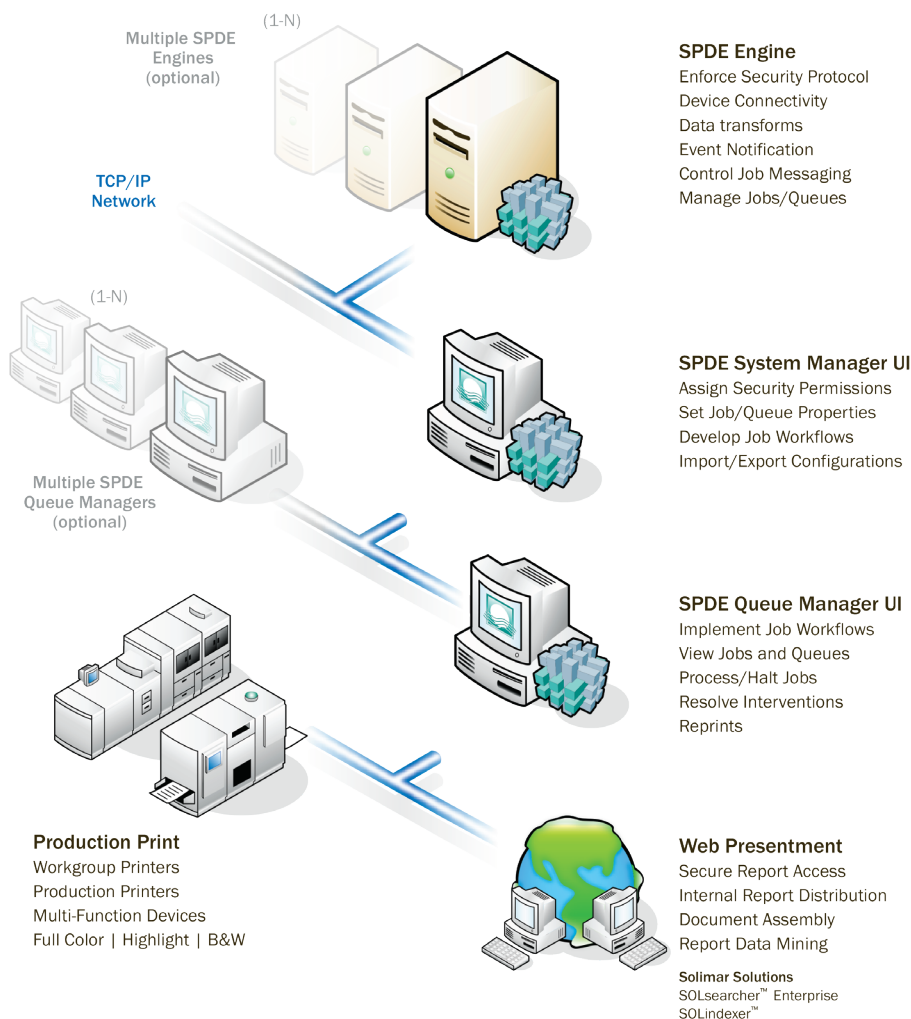 (1-N)
Multiple SPDE
Engines
(optional)
SPDE Engine
Enforce Security Protocol
Device Connectivity
Data transforms
Event Notification
Control Job Messaging
Manage Jobs/Queues
TCP/IP
Network
(1-N)
Multiple SPDE
Queue Managers
(optional)
SPDE System Manager UI
Assign Security Permissions
Set Job/Queue Properties
Develop Job Workflows
Import/Export Configurations
SPDE Queue Manager UI
Implement Job Workflows
View Jobs and Queues
Process/Halt Jobs
Resolve Interventions
Reprints
Production Print
Workgroup Printers
Production Printers
Multi-Function Devices
Full Color | Highlight | B&W
Web Presentment
Secure Report Access
Internal Report Distribution
Document Assembly
Report Data Mining
Solimar Solutions
SOLsearcher™ Enterprise
SOLindexer™